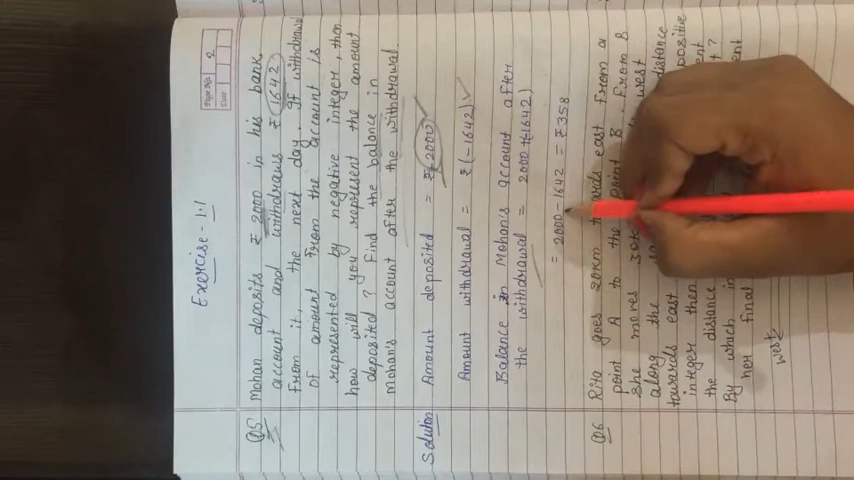 Page No. 2
Date
Exercise - 1.1
Q5 Mohan deposits ₹ 2000 in his bank
account and withdraws ₹ 1642
from it, the next day. If withdrawal
of amount from the account is
represented by negative integer, then
how will you represent the amount
deposited? Find the balance in
Mohan's account after the withdrawal.
Solution Amount deposited = ₹(+2000)
Amount withdrawal = ₹(-1642)
Balance in Mohan's account after
the withdrawal = 2000+(-1642)
= 2000-1642 = ₹358
Q6 Rita goes 20km towards east from a
point A to the point B. From B
she moves 30km west
along the distance
towards east positive
integer then
the distance
By which in
her final
west